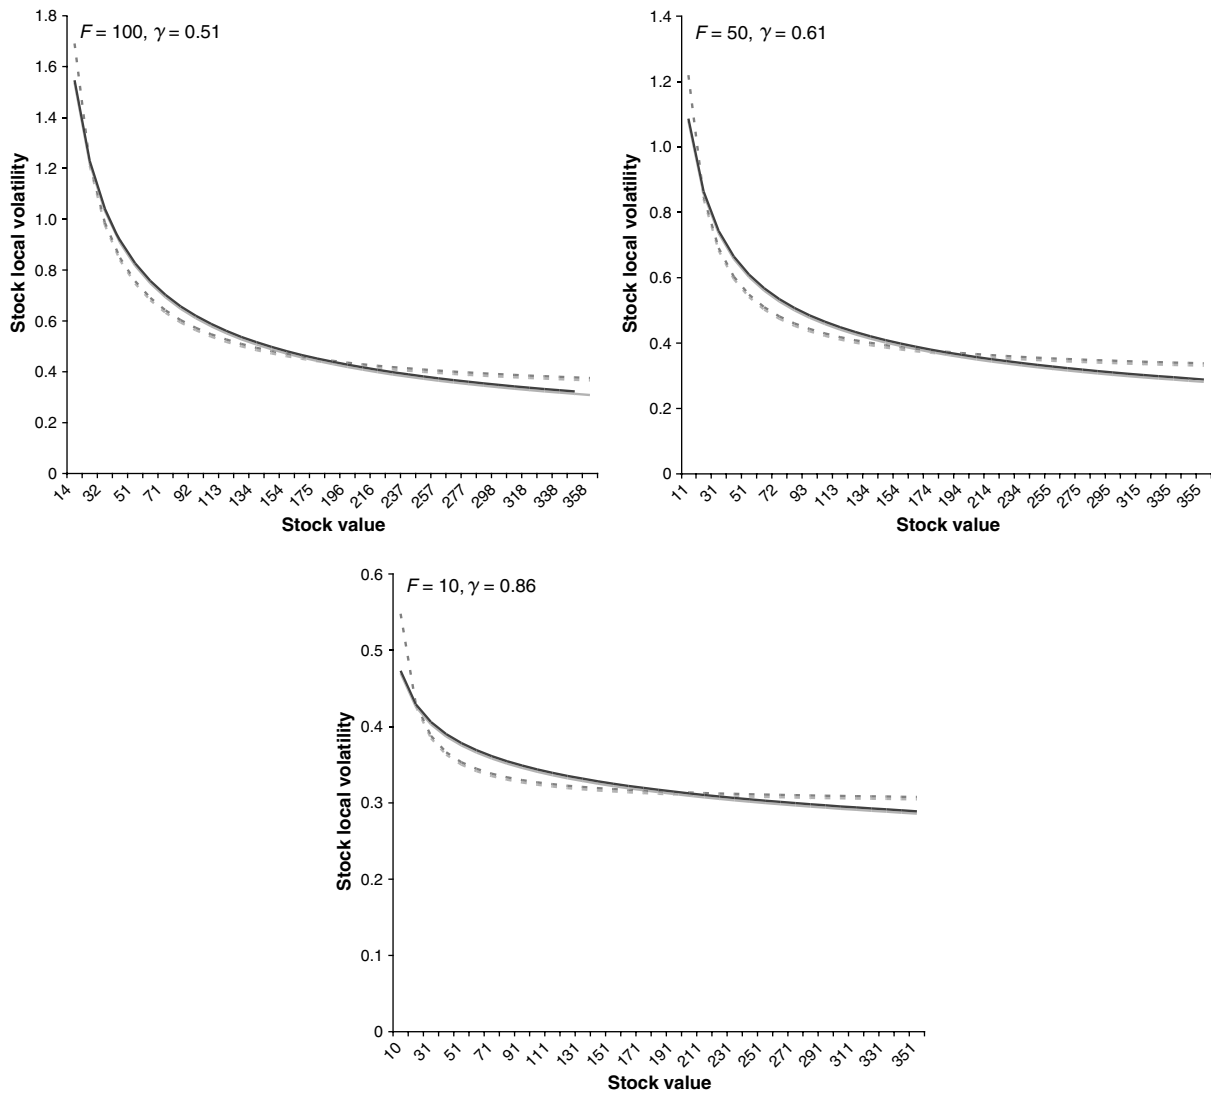 F = 100, γ = 0.51
1.8
1.6
1.4
1.2
1.0
0.8
0.6
0.4
0.2
0
Stock local volatility
14 32 51 71 92 113 134 154 175 196 216 237 257 277 298 318 338 358
Stock value
F = 50, γ = 0.61
1.4
1.2
1.0
0.8
0.6
0.4
0.2
0
Stock local volatility
11 31 51 72 93 113 134 154 174 194 214 234 255 275 295 315 335 355
Stock value
F = 10, γ = 0.86
0.6
0.5
0.4
0.3
0.2
0.1
0
Stock local volatility
10 31 51 71 91 111 131 151 171 191 211 231 251 271 291 311 331 351
Stock value